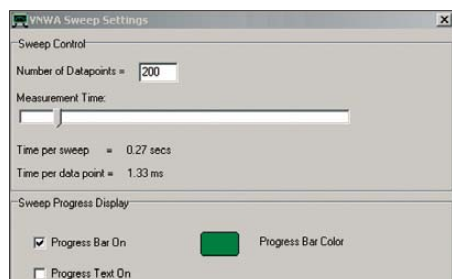 VNWA Sweep Settings
Sweep Control
Number of Datapoints = 200
Measurement Time:
Time per sweep = 0.27 secs
Time per data point = 1.33 ms
Sweep Progress Display
Progress Bar On Progress Bar Color
Progress Text On